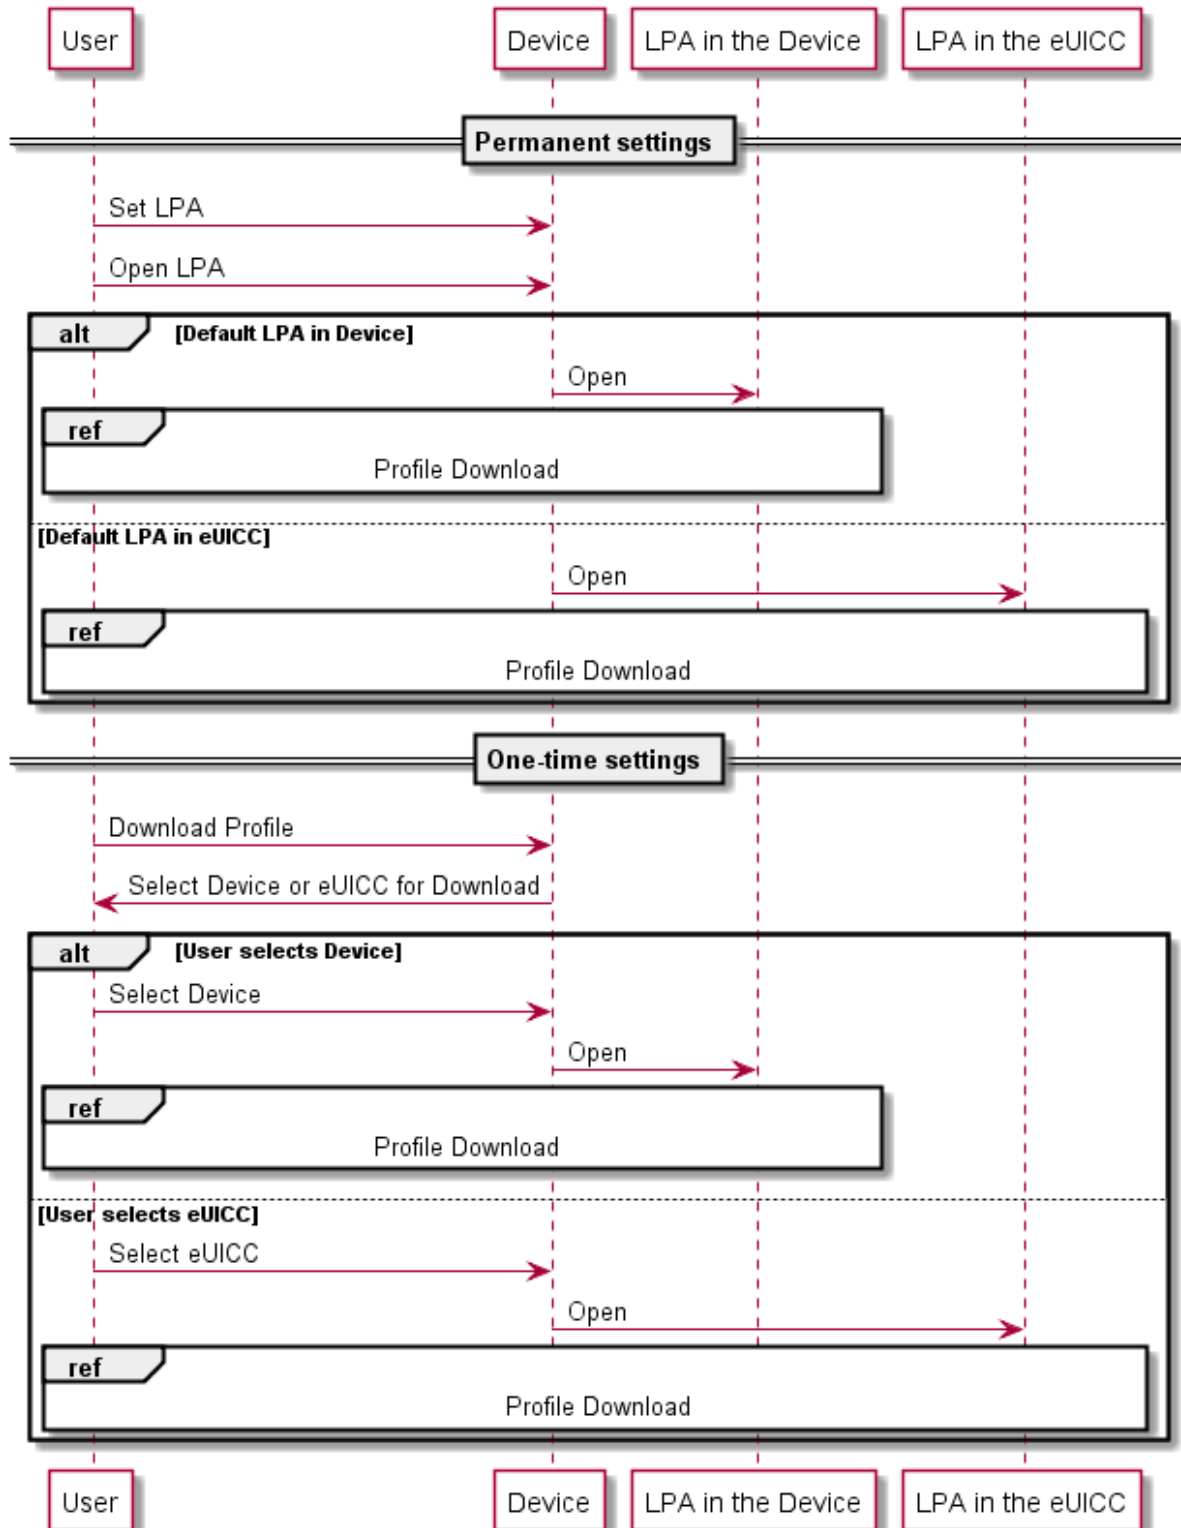 User
Device
LPA in the Device
LPA in the eUICC
Permanent settings
Set LPA
Open LPA
alt
[Default LPA in Device]
Open
ref
Profile Download
[Default LPA in eUICC]
Open
ref
Profile Download
One-time settings
Download Profile
Select Device or eUICC for Download
alt
[User selects Device]
Select Device
Open
ref
Profile Download
[User selects eUICC]
Select eUICC
Open
ref
Profile Download
User
Device
LPA in the Device
LPA in the eUICC